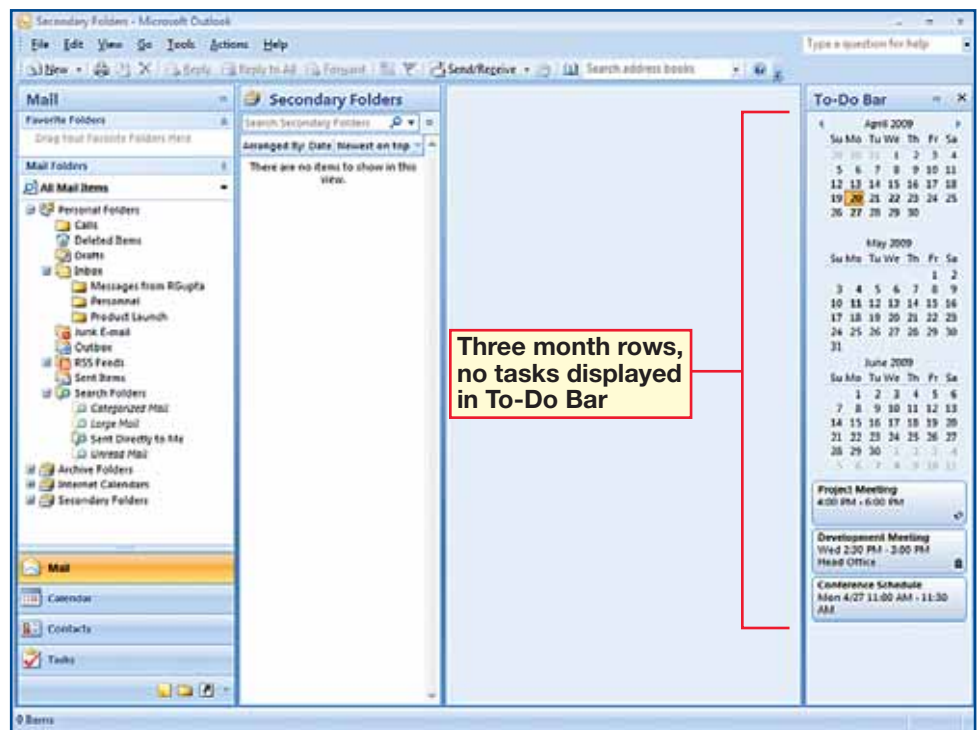 Secondary Folders - Microsoft Outlook
File Edit View Go Tools Actions Help
Type a question for help
New Reply Reply to All Forward Send/Receive Search address books
Mail
Favorite Folders
Drag Your Favorite Folders Here
Mail Folders
All Mail Items
Personal Folders
Calls
Deleted Items
Drafts
Inbox
Messages from RGupta
Personnel
Product Launch
Junk E-mail
Outbox
RSS Feeds
Sent Items
Search Folders
Categorized Mail
Large Mail
Sent Directly to Me
Unread Mail
Archive Folders
Internet Calendars
Secondary Folders
Mail
Calendar
Contacts
Tasks
0 Items
Secondary Folders
Search Secondary Folders
Arranged By: Date Newest on top
There are no items to show in this
view.
Three month rows,
no tasks displayed
in To-Do Bar
To-Do Bar
April 2009
Su Mo Tu We Th Fr Sa
29 30 31 1 2 3 4
5 6 7 8 9 10 11
12 13 14 15 16 17 18
19 20 21 22 23 24 25
26 27 28 29 30
May 2009
Su Mo Tu We Th Fr Sa
1 2
3 4 5 6 7 8 9
10 11 12 13 14 15 16
17 18 19 20 21 22 23
24 25 26 27 28 29 30
31
June 2009
Su Mo Tu We Th Fr Sa
1 2 3 4 5 6
7 8 9 10 11 12 13
14 15 16 17 18 19 20
21 22 23 24 25 26 27
28 29 30 1 2 3 4
5 6 7 8 9 10 11
Project Meeting
4:00 PM - 6:00 PM
Development Meeting
Wed 2:30 PM - 3:00 PM
Head Office
Conference Schedule
Mon 4/27 11:00 AM - 11:30
AM